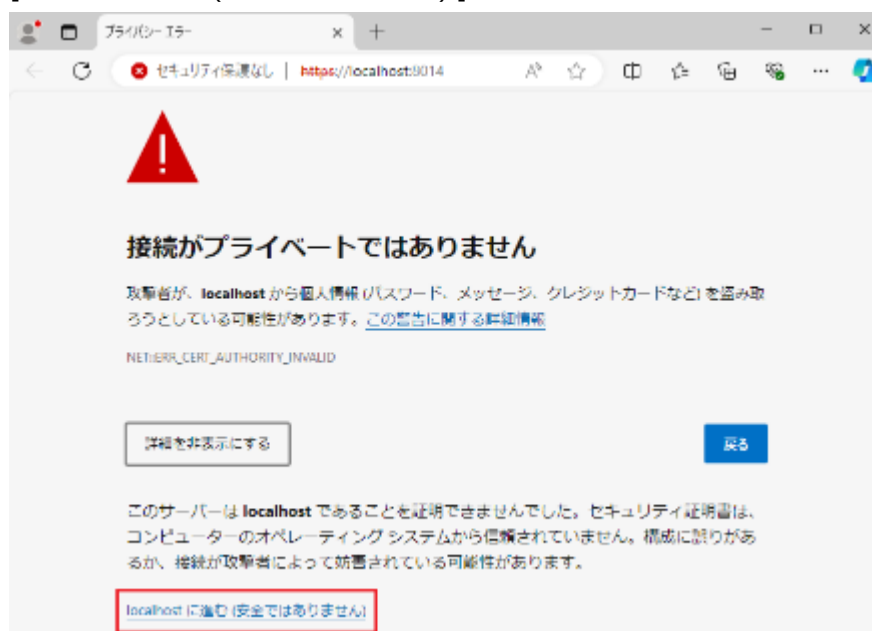 プライバシー エラー
セキュリティ保護なし | https://localhost:9014
接続がプライベートではありません
攻撃者が、localhost から個人情報 (パスワード、メッセージ、クレジットカードなど) を盗み取
ろうとしている可能性があります。この警告に関する詳細情報
NET::ERR_CERT_AUTHORITY_INVALID
詳細を非表示にする
戻る
このサーバーは localhost であることを証明できませんでした。セキュリティ証明書は、
コンピューターのオペレーティング システムから信頼されていません。構成に誤りがあ
るか、接続が攻撃者によって妨害されている可能性があります。
localhost に進む (安全ではありません)